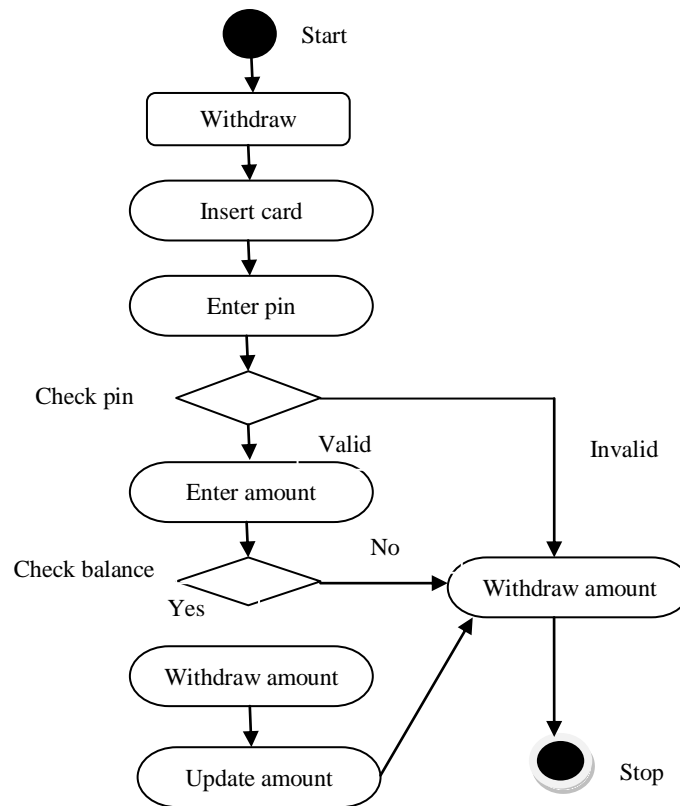 Start
Withdraw
Insert card
Enter pin
Check pin
Valid
Invalid
Enter amount
No
Check balance
Withdraw amount
Yes
Withdraw amount
Update amount
Stop